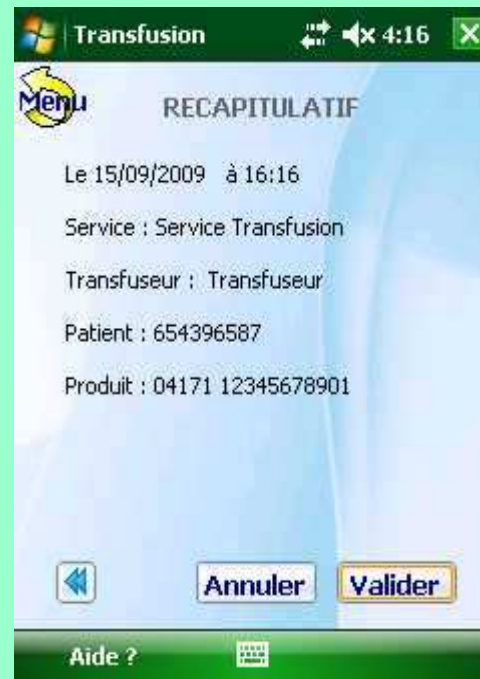 Transfusion 4:16
Menu
RECAPITULATIF
Le 15/09/2009 à 16:16
Service : Service Transfusion
Transfuseur : Transfuseur
Patient : 654396587
Produit : 04171 12345678901
Annuler Valider
Aide ?